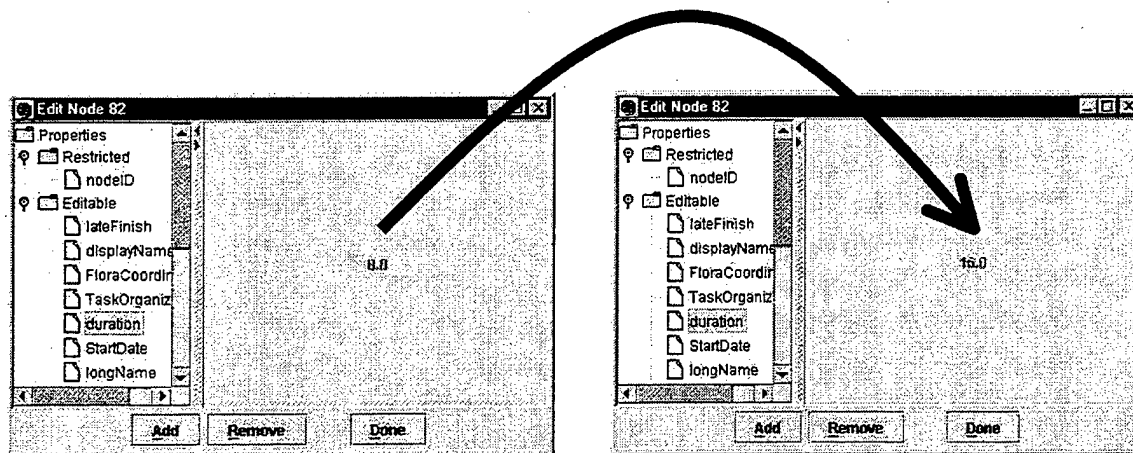 Edit Node 82
Properties
Restricted
nodeID
Editable
lateFinish
displayName
FloraCoordin
TaskOrganiz
duration
StartDate
longName
8.0
Add Remove Done
Edit Node 82
Properties
Restricted
nodeID
Editable
lateFinish
displayName
FloraCoordin
TaskOrganiz
duration
StartDate
longName
16.0
Add Remove Done